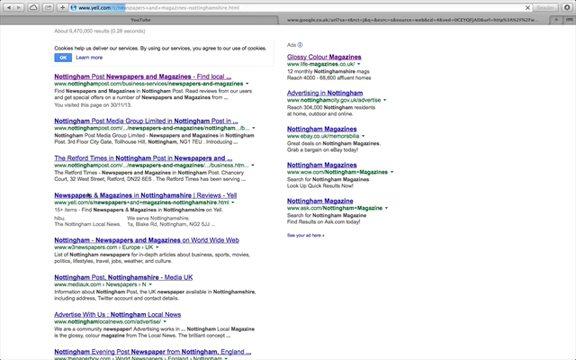 www.yell.com/s/newspapers+and+magazines-nottinghamshire.html
Reader
YouTube
About 9,470,000 results (0.28 seconds)
Cookies help us deliver our services. By using our services, you agree to our use of cookies.
OK Learn more
Nottingham Post Newspapers and Magazines - Find local ...
www.nottinghampost.com/business-services/newspapers-and-magazines
Find Newspapers and Magazines in Nottingham Post. Read reviews from our users
and get special offers on a number of Newspapers and Magazines from ...
You visited this page on 30/11/13.
Nottingham Post Media Group Limited in Nottingham Post in ...
www.nottinghampost.com/.../newspapers-and-magazines/nottingham.../b...
Nottingham Post Media Group Limited - Newspapers and Magazines in Nottingham
Post. 3rd Floor City Gate, Tollhouse Hill, Nottingham, NG1 7EU . Introducing ...
The Retford Times in Nottingham Post in Newspapers and ...
www.nottinghampost.com/.../newspapers-and-magazines/...business.htm...
The Retford Times - Newspapers and Magazines in Nottingham Post. Chancery
Court, 32 West Street, Retford, DN22 6ES . The Retford Times has been serving ...
Newspapers & Magazines in Nottinghamshire | Reviews - Yell
www.yell.com/s/newspapers+and+magazines-nottinghamshire.html
15+ items - Find Newspapers & Magazines in Nottinghamshire on Yell.
We serve Nottinghamshire.
The Nottingham Local News. 1a, Blake Rd, Nottingham, NG2 5JJ
Nottingham - Newspapers and Magazines on World Wide Web
www.w3newspapers.com › Europe › UK
List of Nottingham newspapers for in-depth articles about business, sports, movies,
politics, lifestyles, travel, jobs, weather, and culture.
Nottingham Post, Nottinghamshire - Media UK
www.mediauk.com › Newspapers › N
Information about Nottingham Post, the UK newspaper available in Nottinghamshire,
including address, Twitter account and contact details.
Advertise With Us : Nottingham Local News
www.nottinghamlocalnews.com/advertise/
We are a community newspaper! Advertising works in ... Nottingham Local Magazine
is the glossy, colour magazine from The Nottingham Local News. The brilliant concept ...
Nottingham Evening Post Newspaper from Nottingham, England ...
Ads
Glossy Colour Magazines
www.life-magazines.co.uk/
12 monthly Nottinghamshire mags
Reach 4000 - 68,600 affluent homes
Advertising in Nottingham
www.nottinghamcity.gov.uk/advertise
Reach 304,700 Nottingham residents
at home, outdoor and online.
Nottingham Magazines
www.ebay.co.uk/memorabilia
Great deals on Nottingham Magazines.
Grab a bargain on eBay today!
Nottingham Magazines
www.wow.com/Nottingham+Magazines
Search for Nottingham Magazines
Look Up Quick Results Now!
Nottingham Magazine
www.ask.com/Nottingham+Magazine
Search for Nottingham Magazine
Find Results on Ask.com today!
See your ad here »